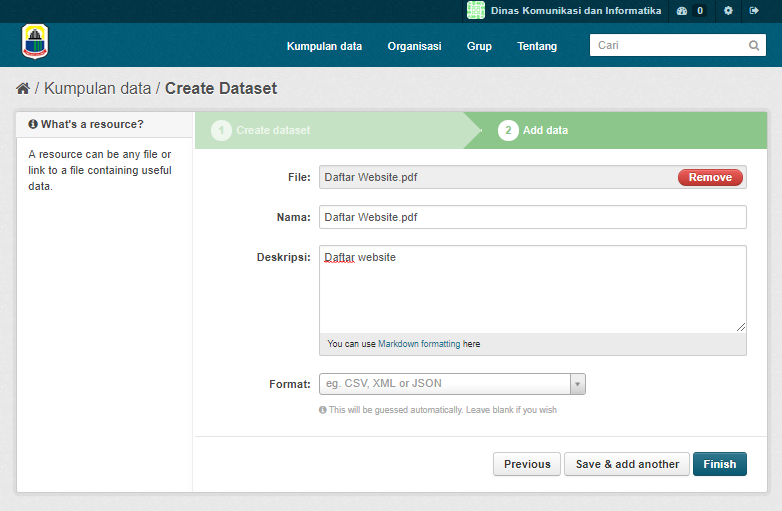 Dinas Komunikasi dan Informatika 0
Kumpulan data Organisasi Grup Tentang Cari
/ Kumpulan data / Create Dataset
What's a resource?
A resource can be any file or
link to a file containing useful
data.
1 Create dataset 2 Add data
File: Daftar Website.pdf Remove
Nama: Daftar Website.pdf
Deskripsi: Daftar website
You can use Markdown formatting here
Format: eg. CSV, XML or JSON
This will be guessed automatically. Leave blank if you wish
Previous Save & add another Finish